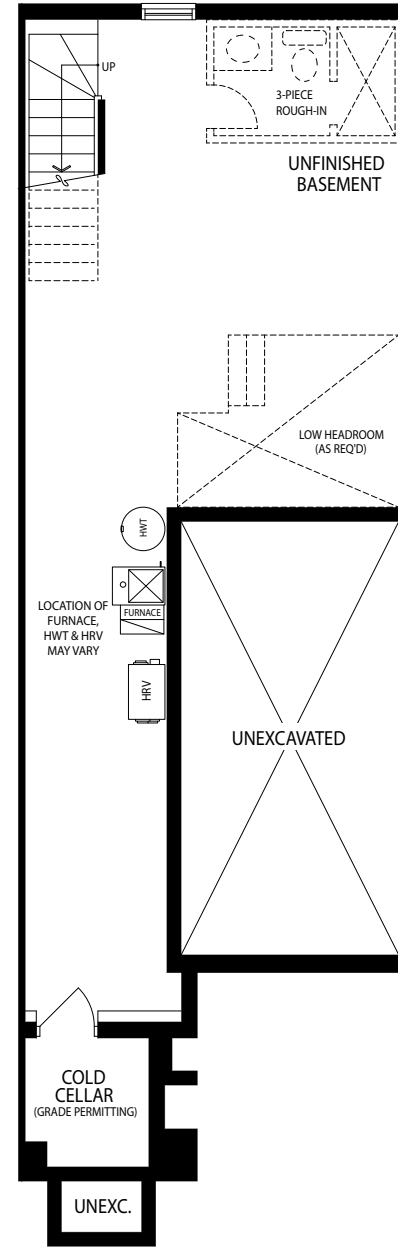 UP
3-PIECE
ROUGH-IN
UNFINISHED
BASEMENT
LOW HEADROOM
(AS REQ'D)
HWT
LOCATION OF
FURNACE,
HWT & HRV
MAY VARY
FURNACE
HRV
UNEXCAVATED
COLD
CELLAR
(GRADE PERMITTING)
UNEXC.